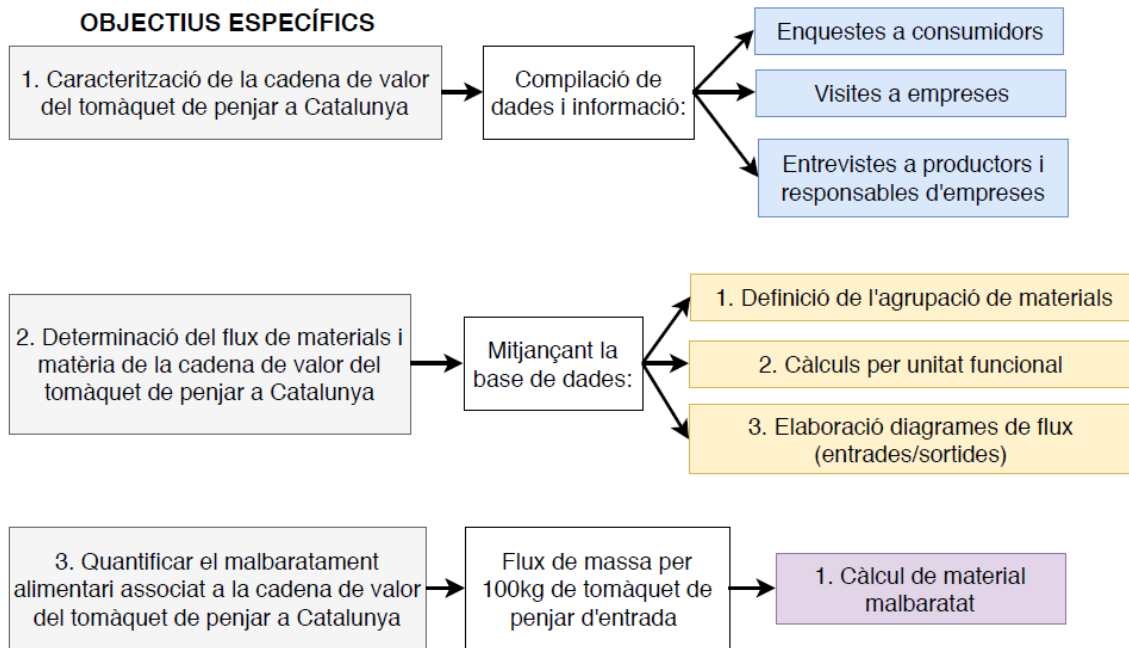 OBJECTIUS ESPECÍFICS
1. Caracterització de la cadena de valor
del tomàquet de penjar a Catalunya
Compilació de
dades i informació:
Enquestes a consumidors
Visites a empreses
Entrevistes a productors i
responsables d'empreses
2. Determinació del flux de materials i
matèria de la cadena de valor del
tomàquet de penjar a Catalunya
Mitjançant la
base de dades:
1. Definició de l'agrupació de materials
2. Càlculs per unitat funcional
3. Elaboració diagrames de flux
(entrades/sortides)
3. Quantificar el malbaratament
alimentari associat a la cadena de valor
del tomàquet de penjar a Catalunya
Flux de massa per
100kg de tomàquet de
penjar d'entrada
1. Càlcul de material
malbaratat